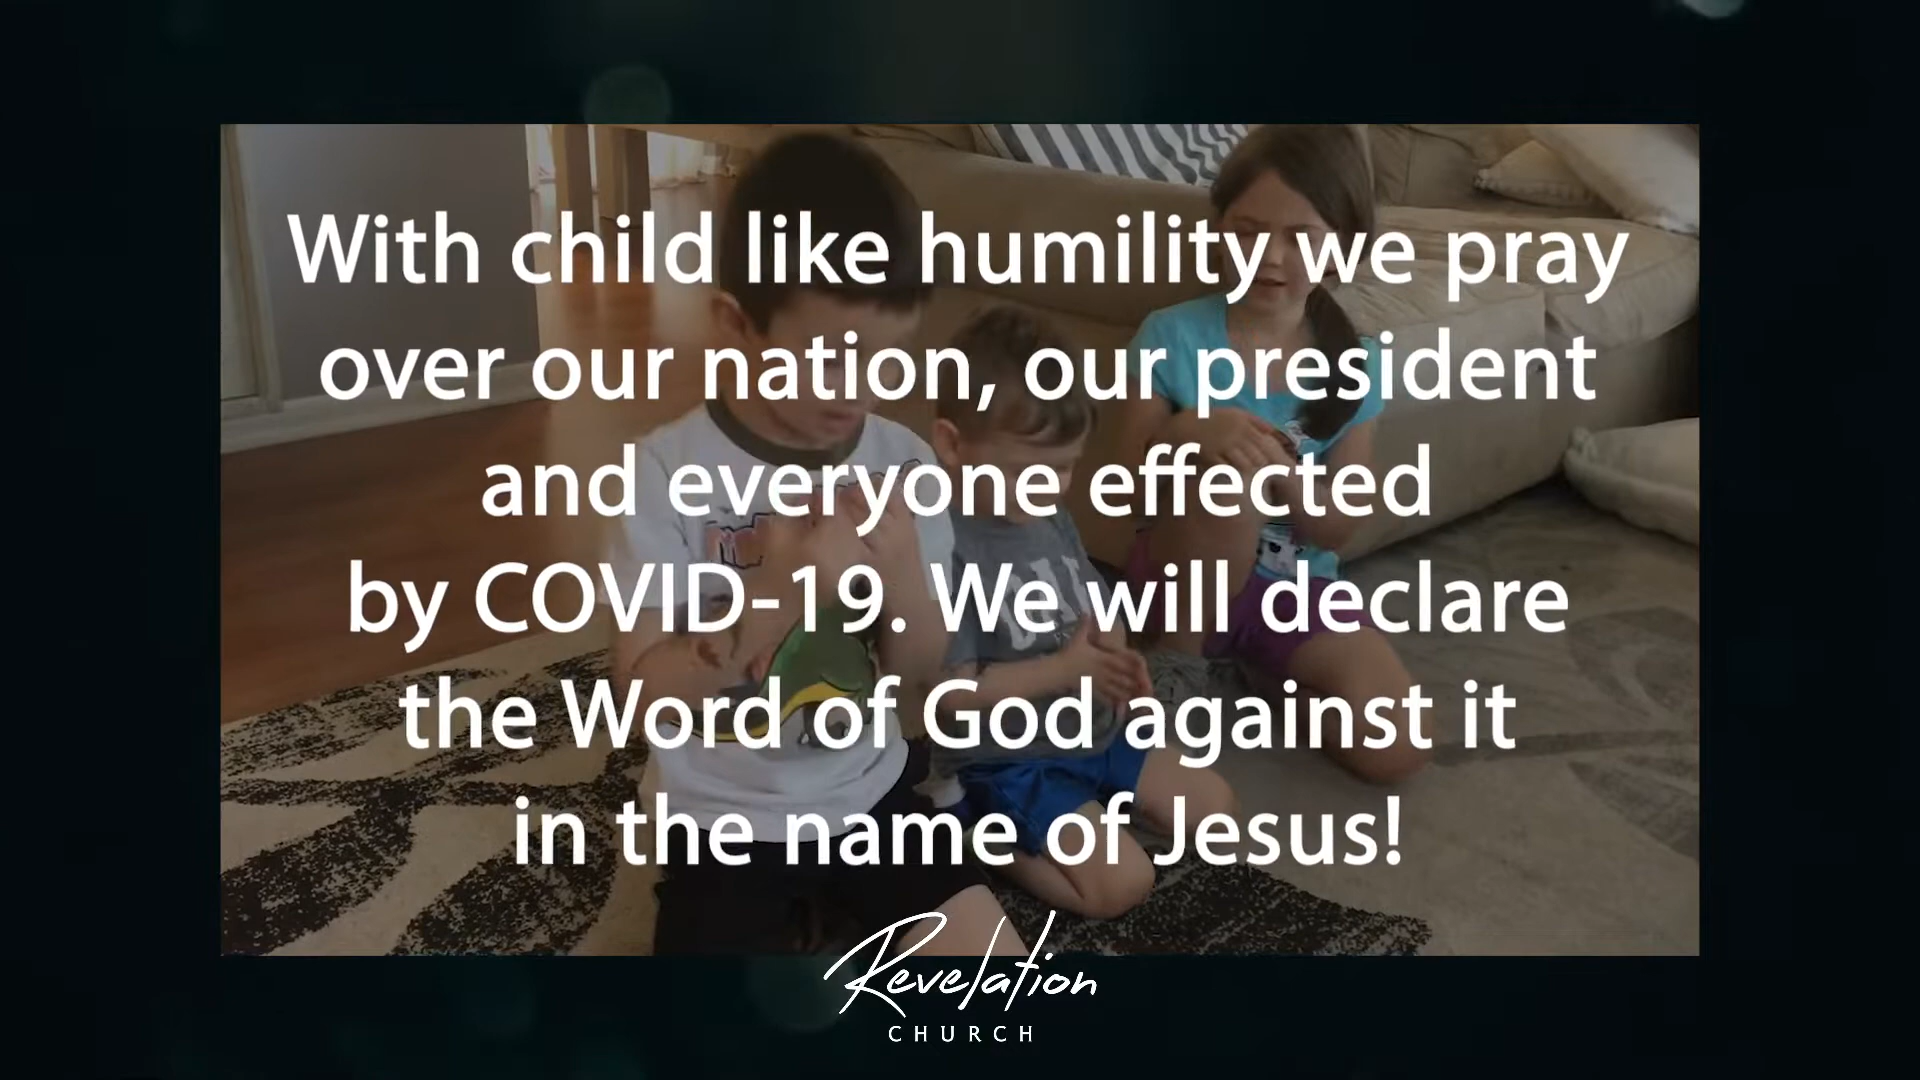 With child like humility we pray
over our nation, our president
and everyone effected
by COVID-19. We will declare
the Word of God against it
in the name of Jesus!
Revelation
CHURCH